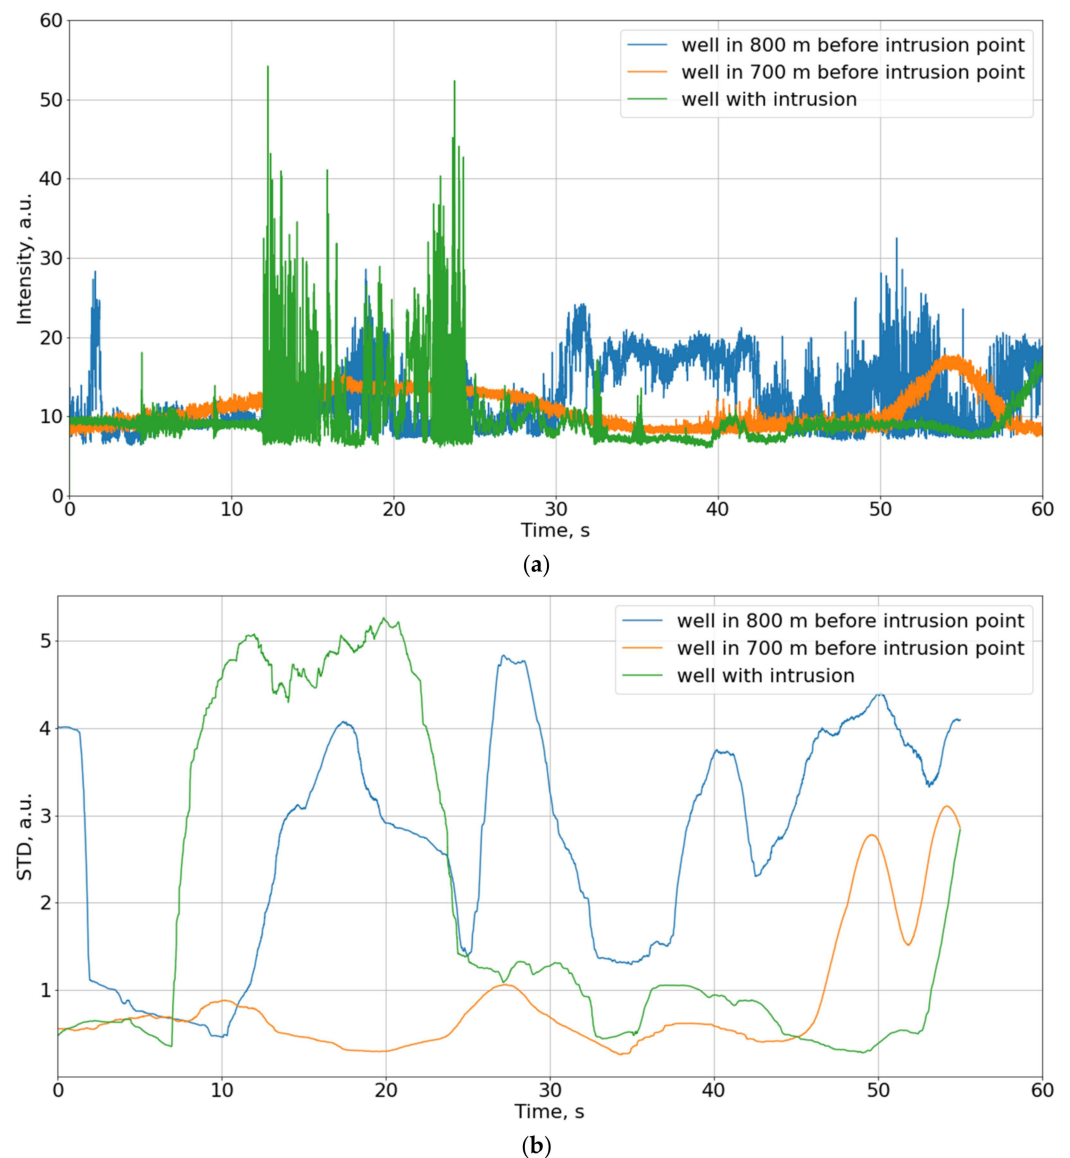 60
50
40
30
20
10
0
Intensity, a.u.
well in 800 m before intrusion point
well in 700 m before intrusion point
well with intrusion
0 10 20 30 40 50 60
Time, s
(a)
5
4
3
2
1
STD, a.u.
well in 800 m before intrusion point
well in 700 m before intrusion point
well with intrusion
0 10 20 30 40 50 60
Time, s
(b)